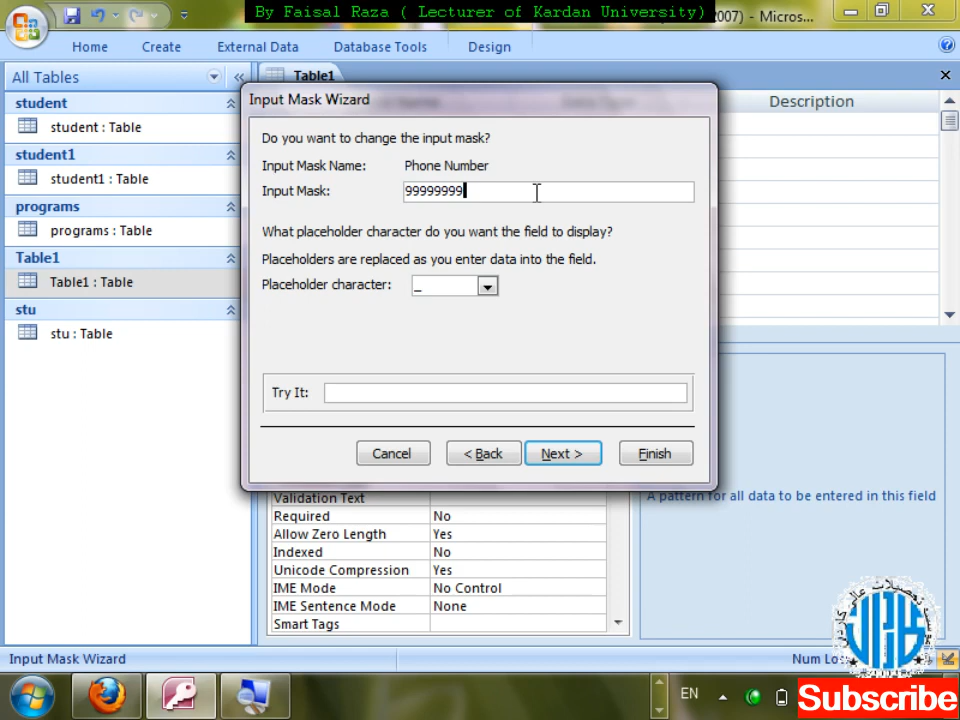 By Faisal Raza ( Lecturer of Kardan University)
2007) - Micros...
Home
Create
External Data
Database Tools
Design
All Tables
student
student : Table
student1
student1 : Table
programs
programs : Table
Table1
Table1 : Table
stu
stu : Table
Table1
Description
Input Mask Wizard
Do you want to change the input mask?
Input Mask Name: Phone Number
Input Mask: 99999999
What placeholder character do you want the field to display?
Placeholders are replaced as you enter data into the field.
Placeholder character: _
Try It:
Cancel
< Back
Next >
Finish
Validation Text
Required No
Allow Zero Length Yes
Indexed No
Unicode Compression Yes
IME Mode No Control
IME Sentence Mode None
Smart Tags
A pattern for all data to be entered in this field
Input Mask Wizard
Num Lo
EN
Subscribe